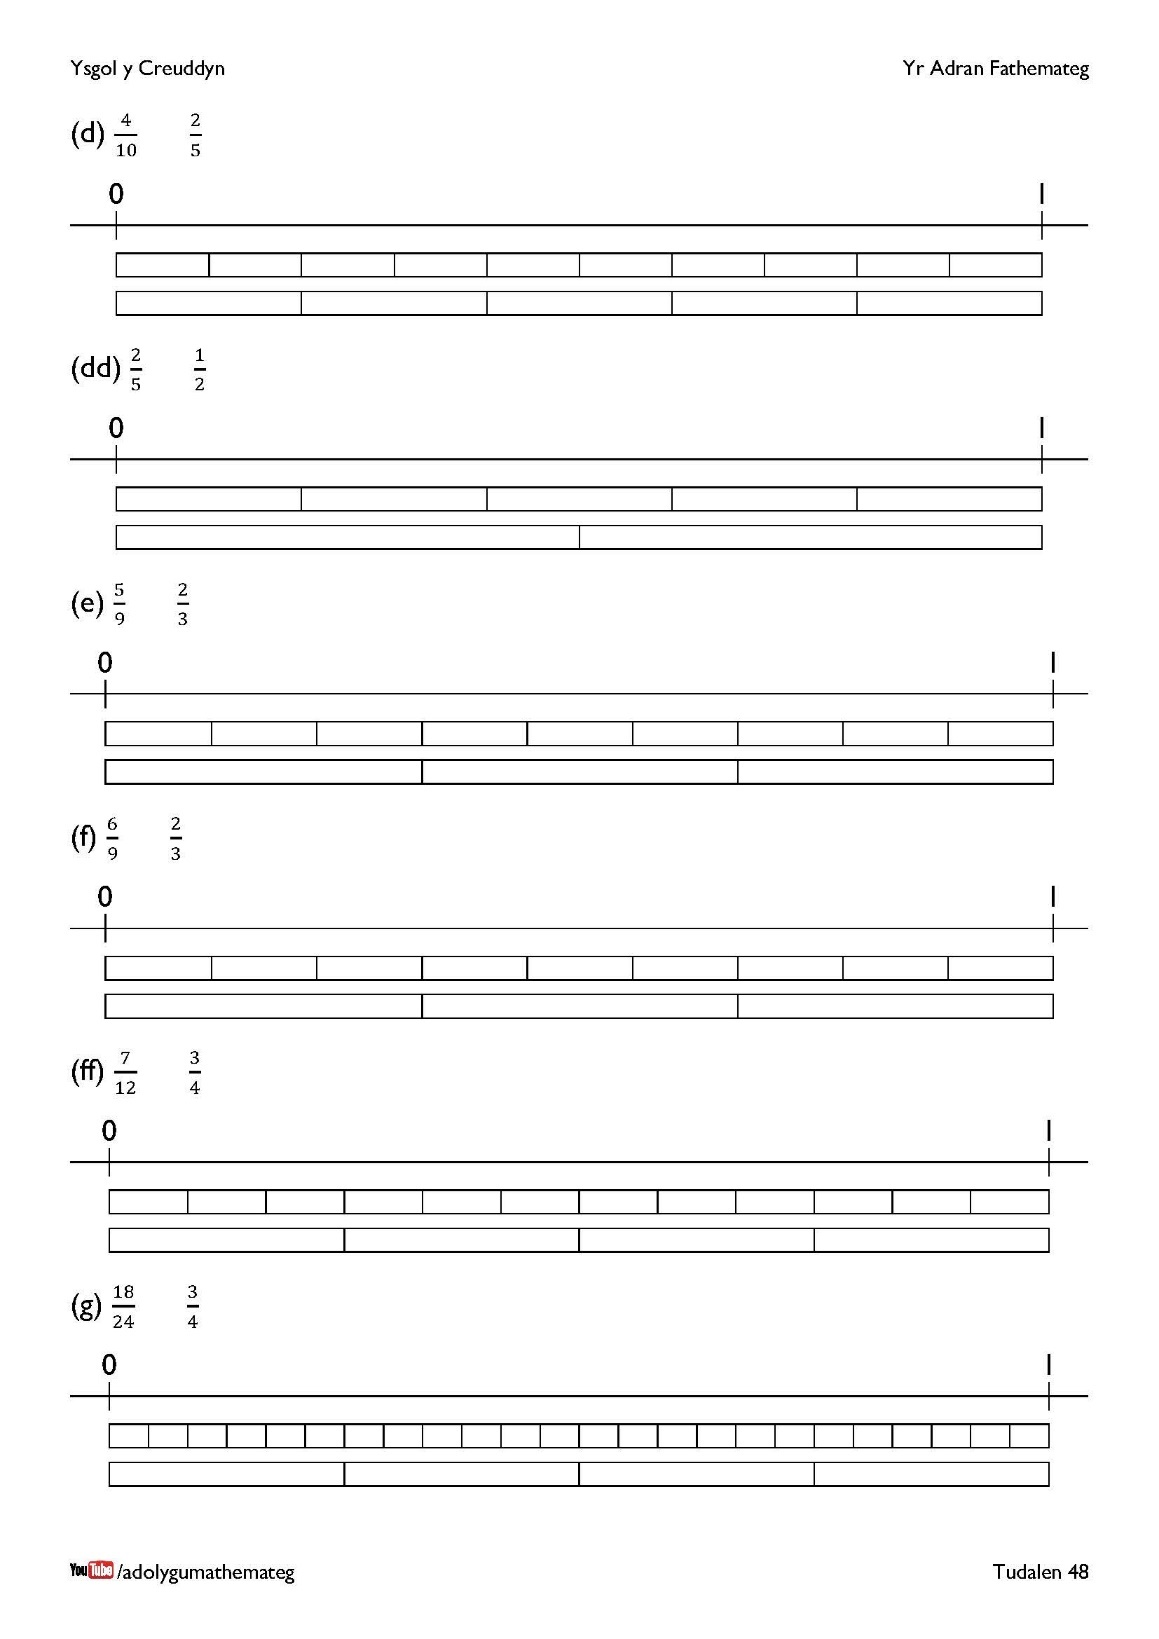 Ysgol y Creuddyn Yr Adran Fathemateg
(d) 4/10 2/5
0 1
(dd) 2/5 1/2
0 1
(e) 5/9 2/3
0 1
(f) 6/9 2/3
0 1
(ff) 7/12 3/4
0 1
(g) 18/24 3/4
0 1
YouTube /adolygumathemateg Tudalen 48